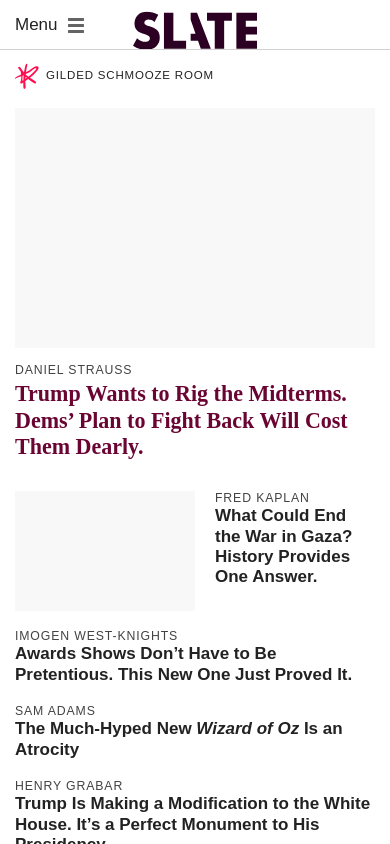 Menu
SLATE
GILDED SCHMOOZE ROOM
DANIEL STRAUSS
Trump Wants to Rig the Midterms.
Dems’ Plan to Fight Back Will Cost
Them Dearly.
FRED KAPLAN
What Could End
the War in Gaza?
History Provides
One Answer.
IMOGEN WEST-KNIGHTS
Awards Shows Don’t Have to Be
Pretentious. This New One Just Proved It.
SAM ADAMS
The Much-Hyped New Wizard of Oz Is an
Atrocity
HENRY GRABAR
Trump Is Making a Modification to the White
House. It’s a Perfect Monument to His
Presidency.